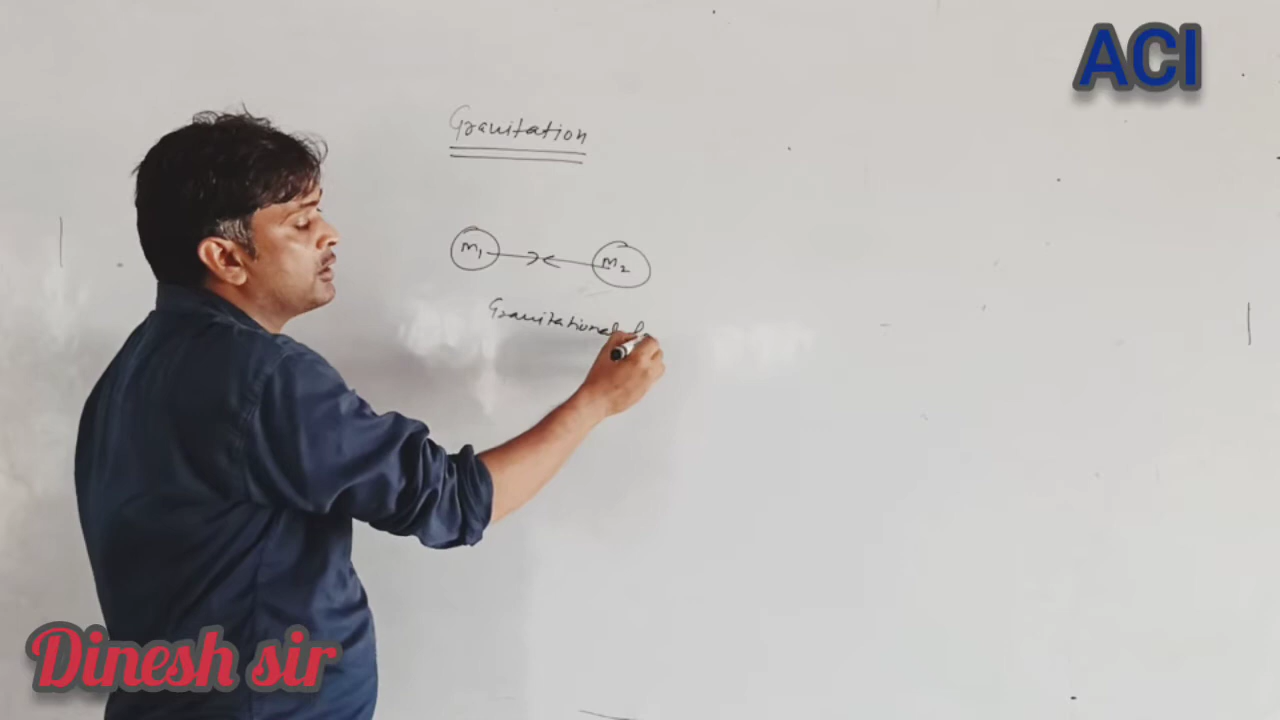 ACI
Gravitation
m1 m2
Gravitational
Dinesh sir